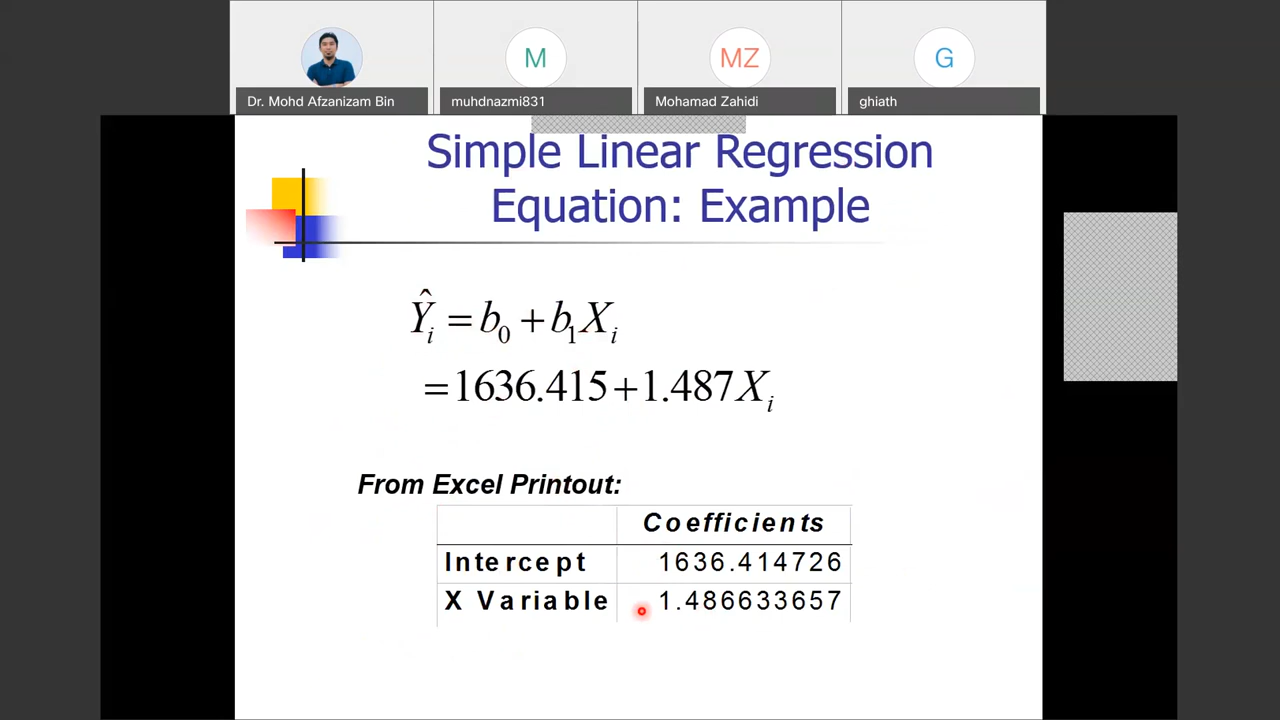 M
MZ
G
Dr. Mohd Afzanizam Bin
muhdnazmi831
Mohamad Zahidi
ghiath
Simple Linear Regression
Equation: Example
Ŷᵢ = b₀ + b₁Xᵢ
= 1636.415 + 1.487Xᵢ
From Excel Printout:
Coefficients
Intercept 1636.414726
X Variable 1.486633657